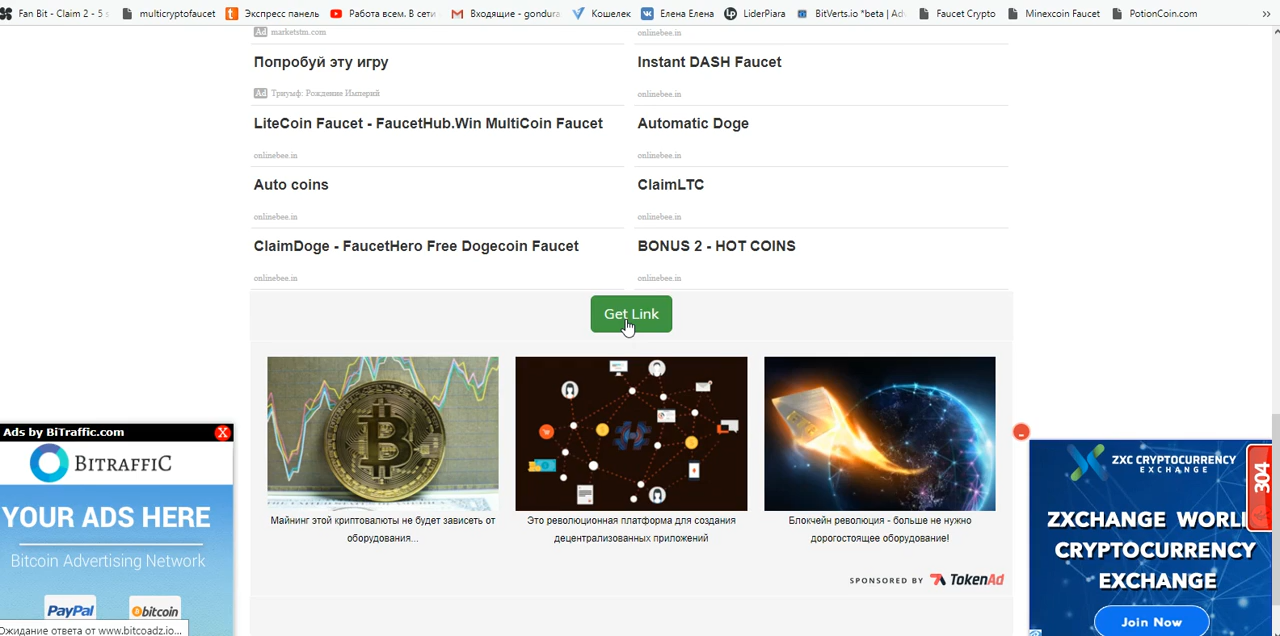 Fan Bit - Claim 2 - 5 s
multicryptofaucet
Экспресс панель
Работа всем. В сети
Входящие - gondura
Кошелек
Елена Елена
LideriFiara
BitVerts.io *beta | Adv
Faucet Crypto
Minexcoin Faucet
PotionCoin.com
»
Ad marketstm.com
onlinebee.in
Попробуй эту игру
Instant DASH Faucet
Ad Триумф: Рождение Империй
onlinebee.in
LiteCoin Faucet - FaucetHub.Win MultiCoin Faucet
Automatic Doge
onlinebee.in
onlinebee.in
Auto coins
ClaimLTC
onlinebee.in
onlinebee.in
ClaimDoge - FaucetHero Free Dogecoin Faucet
BONUS 2 - HOT COINS
onlinebee.in
onlinebee.in
Get Link
Майнинг этой криптовалюты не будет зависеть от
оборудования...
Это революционная платформа для создания
децентрализованных приложений
Блокчейн революция - больше не нужно
дорогостоящее оборудование!
SPONSORED BY TokenAd
Ads by BiTraffic.com X
BITRAFFIC
YOUR ADS HERE
Bitcoin Advertising Network
PayPal
bitcoin
Ожидание ответа от www.bitcoadz.io...
ZXC CRYPTOCURRENCY
EXCHANGE
304
ZXCHANGE WORL
CRYPTOCURRENCY
EXCHANGE
Join Now